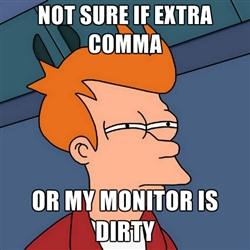 NOT SURE IF EXTRA
COMMA
OR MY MONITOR IS
DIRTY